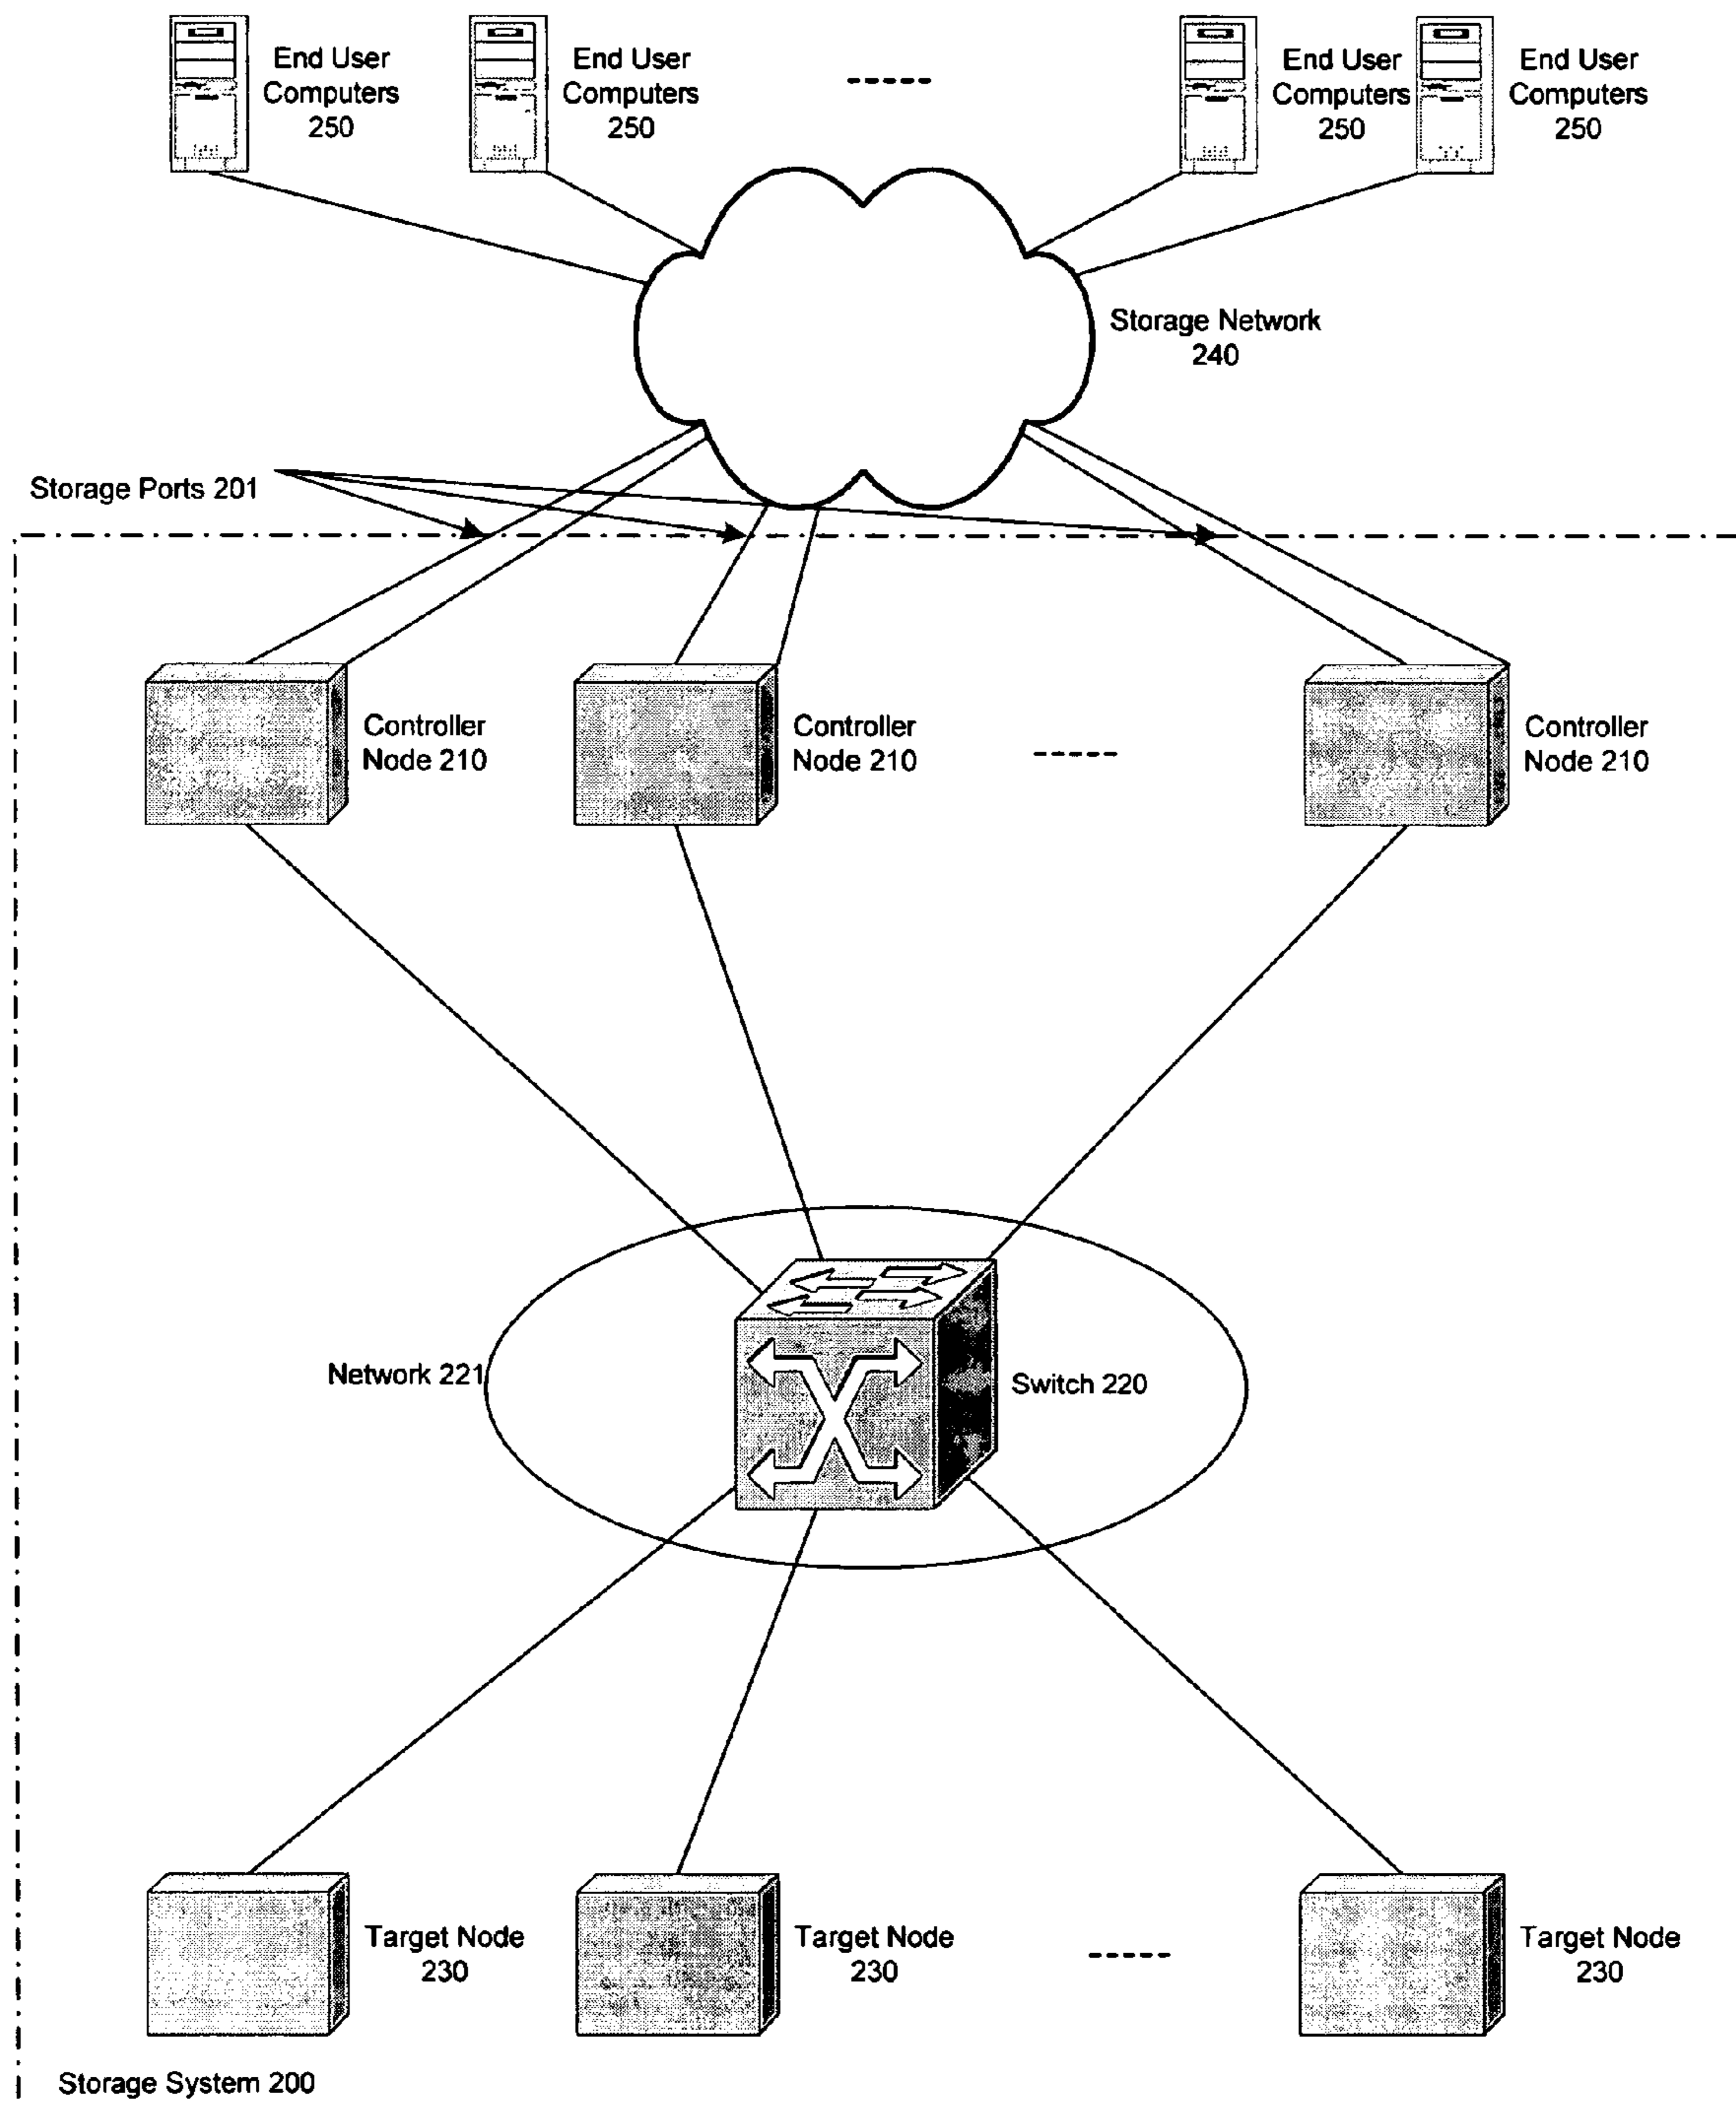 End User
Computers
250
End User
Computers
250
End User
Computers
250
End User
Computers
250
Storage Network
240
Storage Ports 201
Controller
Node 210
Controller
Node 210
Controller
Node 210
Network 221
Switch 220
Target Node
230
Target Node
230
Target Node
230
Storage System 200